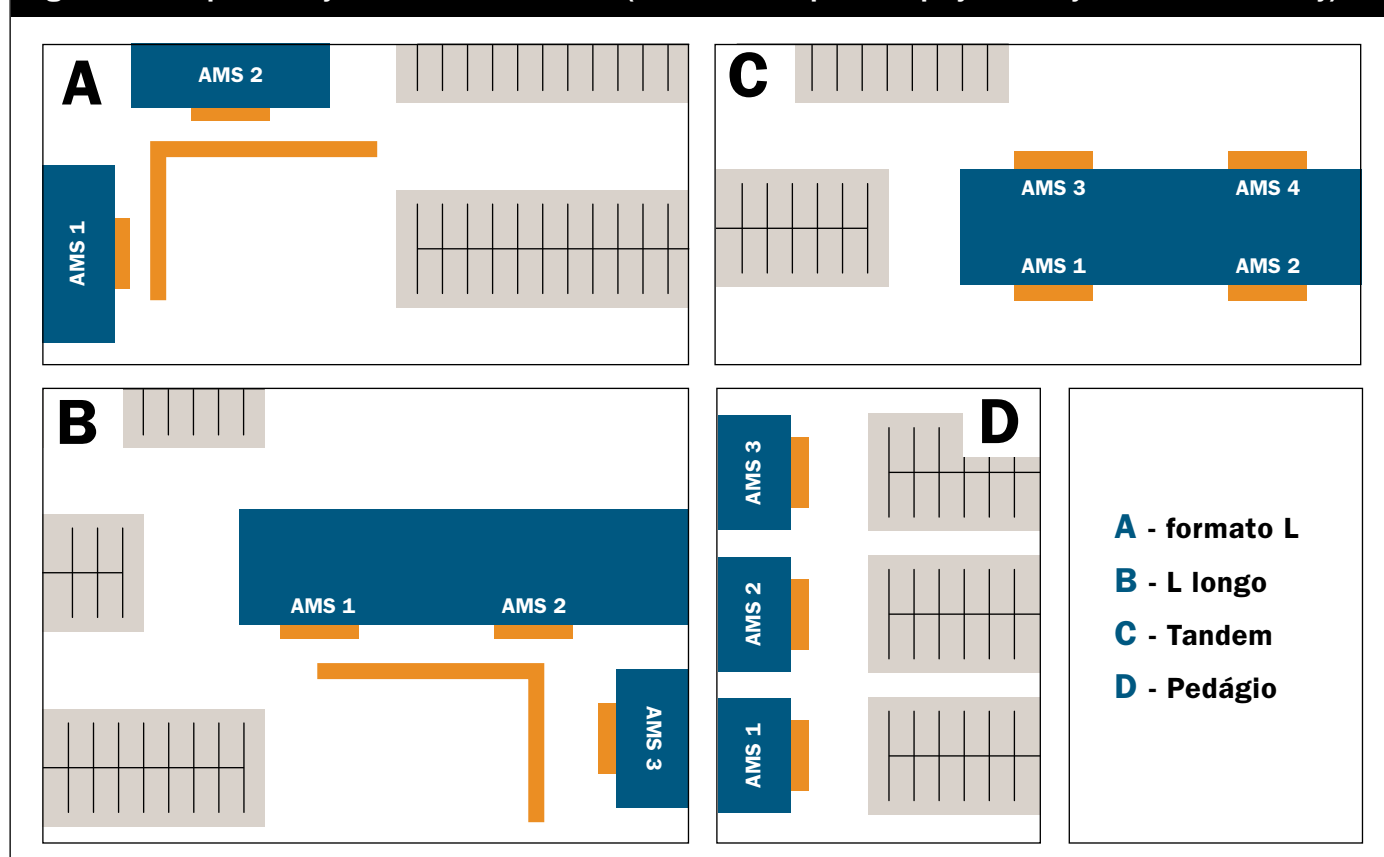 A
AMS 2
AMS 1
C
AMS 3
AMS 4
AMS 1
AMS 2
B
AMS 1
AMS 2
AMS 3
D
AMS 3
AMS 2
AMS 1
A - formato L
B - L longo
C - Tandem
D - Pedágio